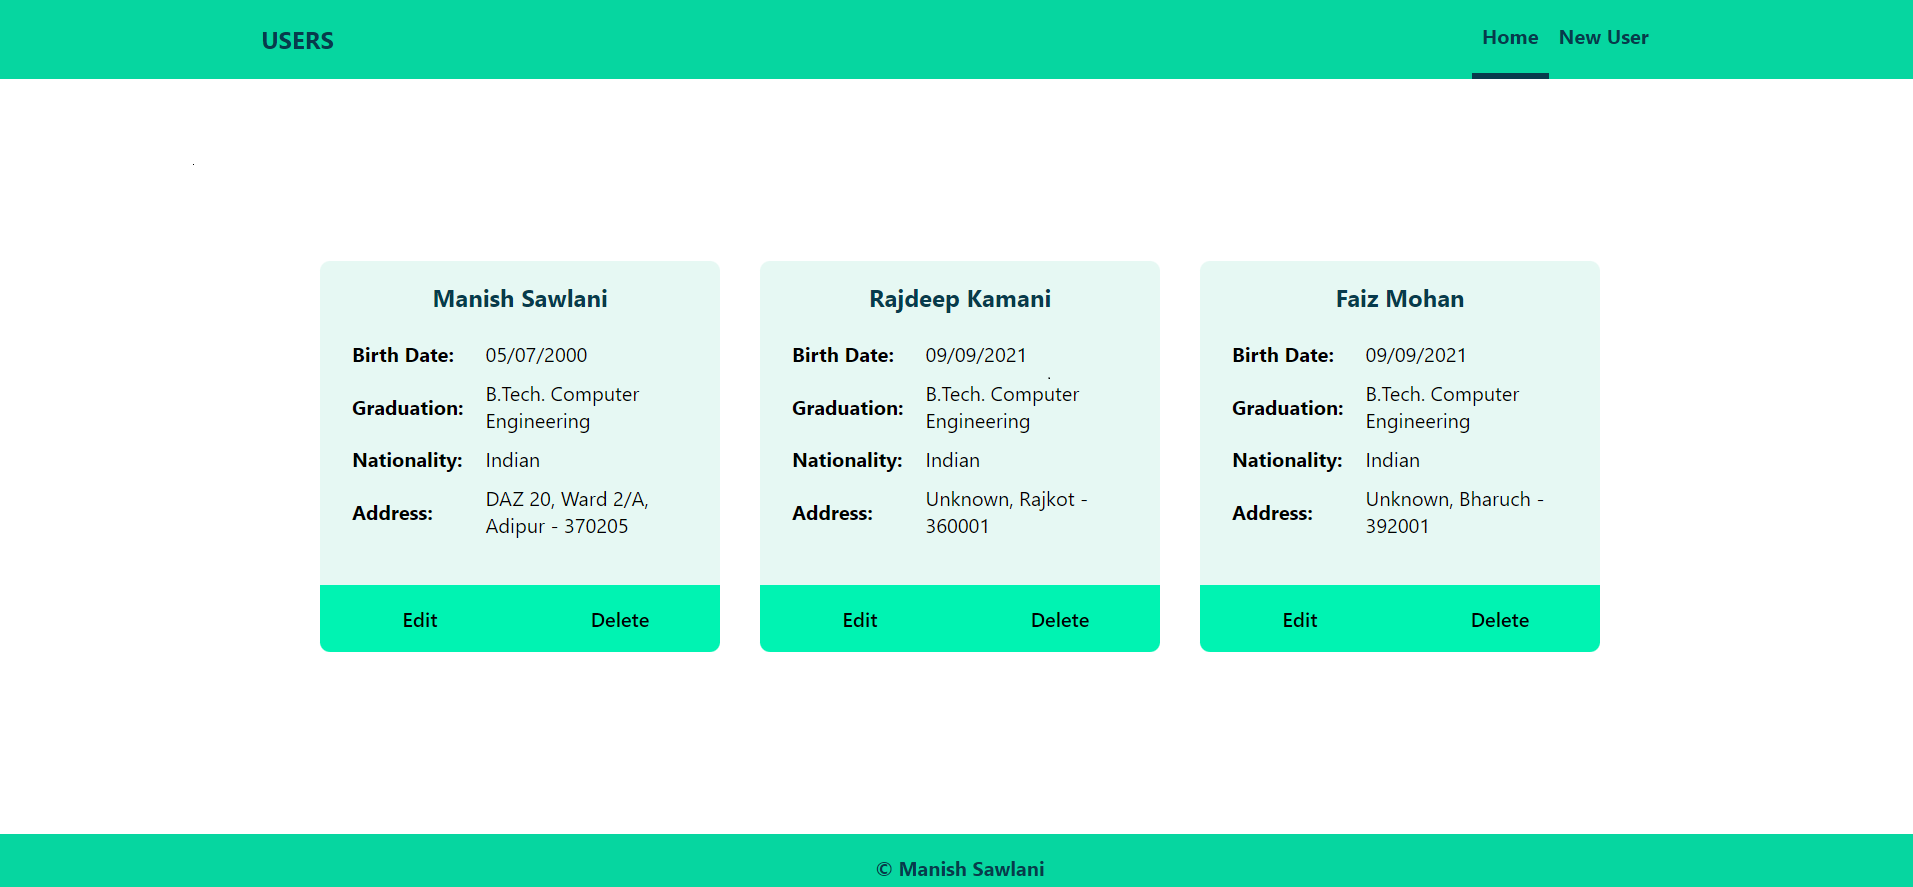 USERS
Home New User
Manish Sawlani
Birth Date: 05/07/2000
Graduation: B.Tech. Computer
Engineering
Nationality: Indian
Address: DAZ 20, Ward 2/A,
Adipur - 370205
Edit Delete
Rajdeep Kamani
Birth Date: 09/09/2021
Graduation: B.Tech. Computer
Engineering
Nationality: Indian
Address: Unknown, Rajkot -
360001
Edit Delete
Faiz Mohan
Birth Date: 09/09/2021
Graduation: B.Tech. Computer
Engineering
Nationality: Indian
Address: Unknown, Bharuch -
392001
Edit Delete
© Manish Sawlani